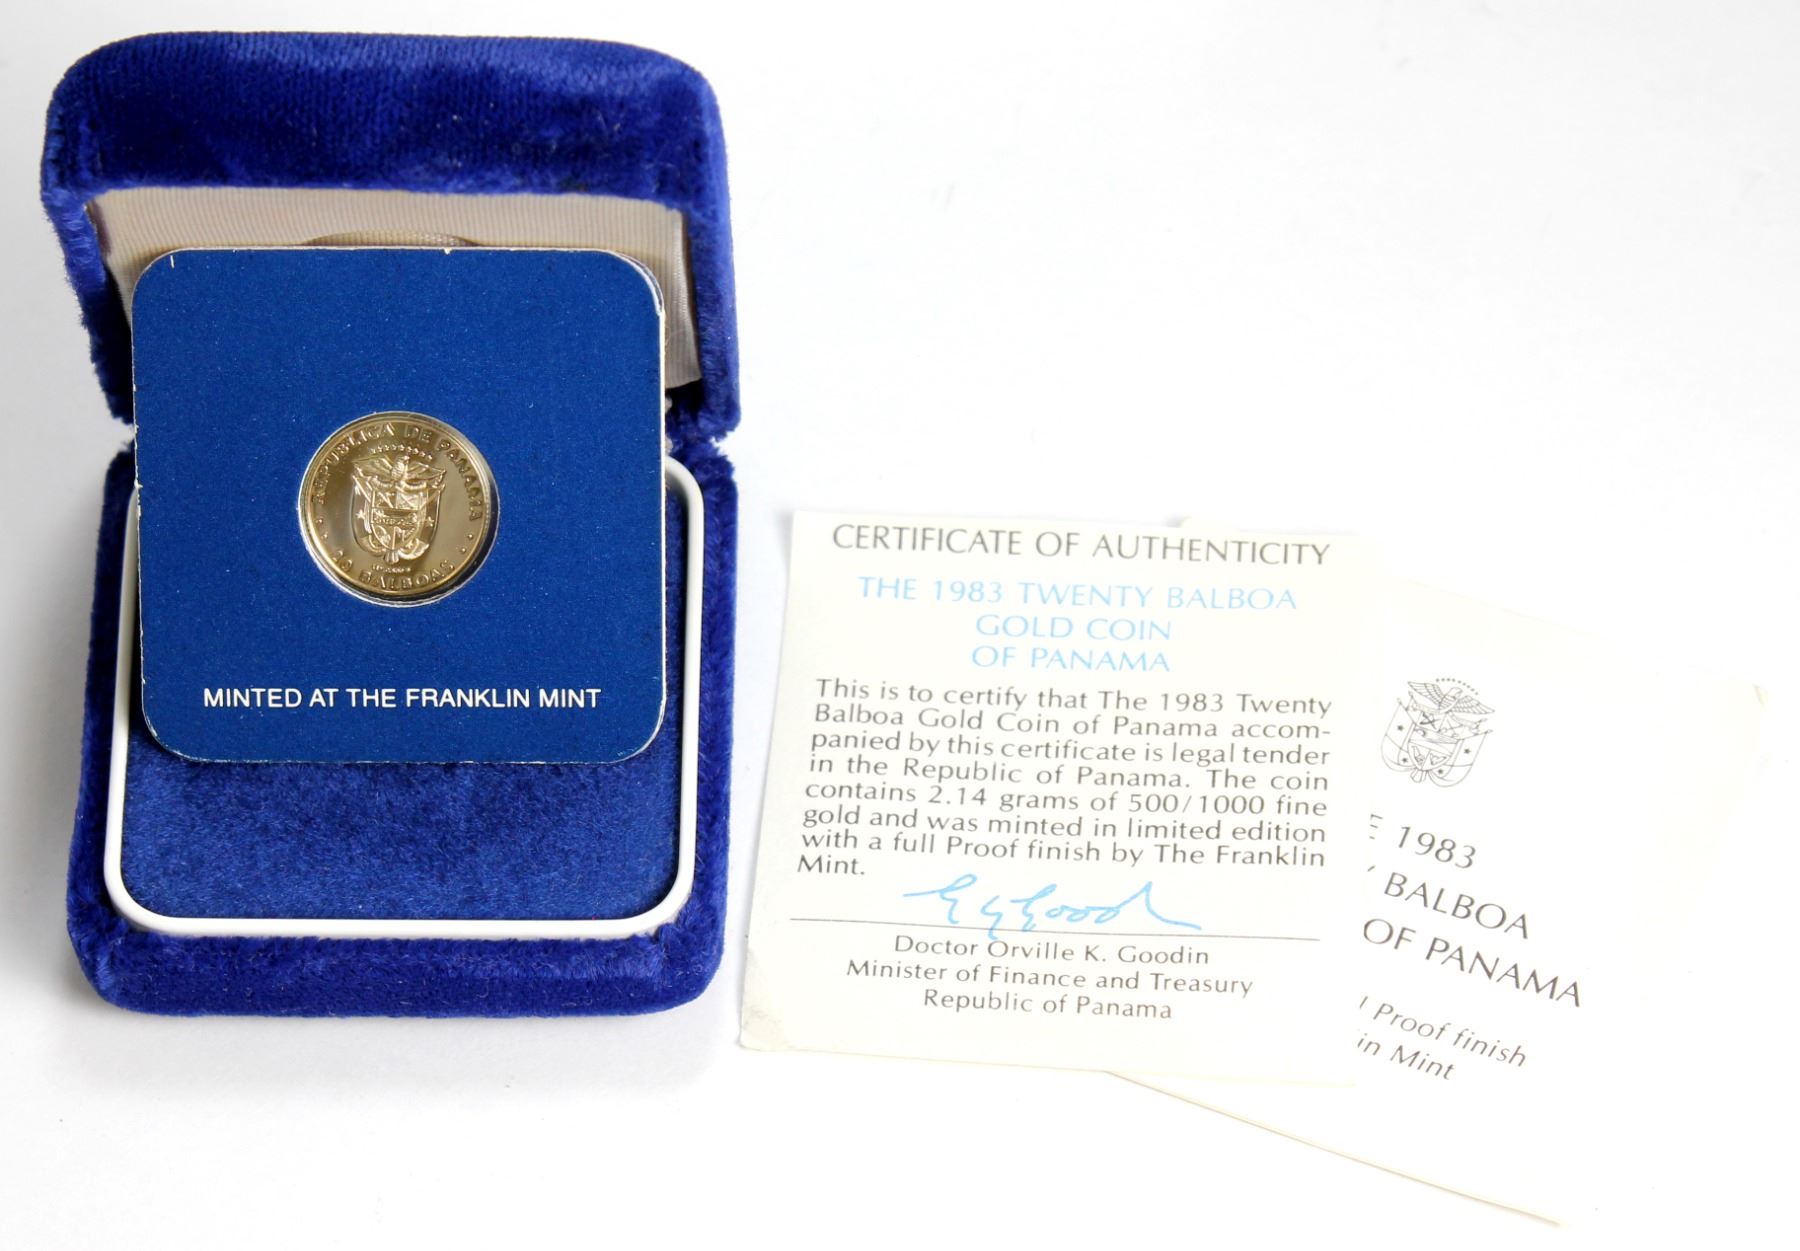 REPUBLICA DE PANAMA
20 BALBOAS
MINTED AT THE FRANKLIN MINT
CERTIFICATE OF AUTHENTICITY
THE 1983 TWENTY BALBOA
GOLD COIN
OF PANAMA
This is to certify that The 1983 Twenty
Balboa Gold Coin of Panama accom-
panied by this certificate is legal tender
in the Republic of Panama. The coin
contains 2.14 grams of 500/1000 fine
gold and was minted in limited edition
with a full Proof finish by The Franklin
Mint.
Doctor Orville K. Goodin
Minister of Finance and Treasury
Republic of Panama
1983
BALBOA
OF PANAMA
Proof finish
in Mint